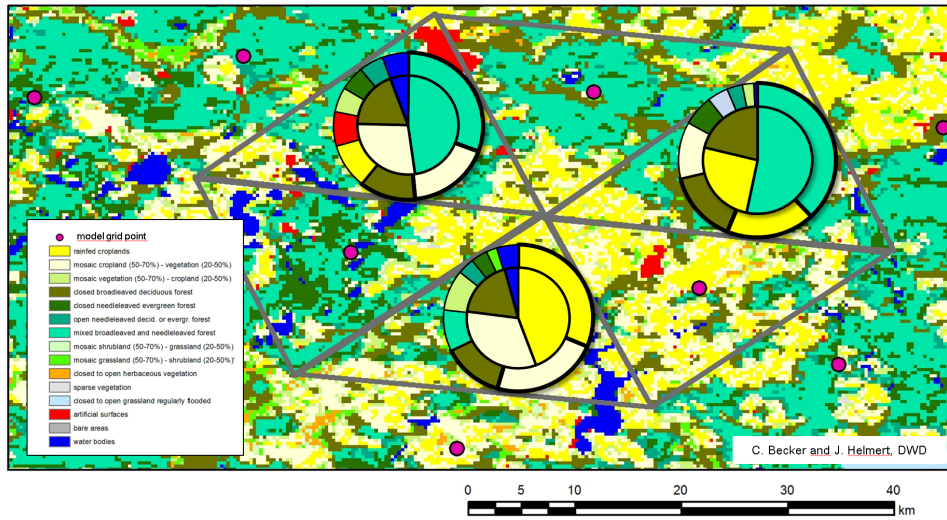 model grid point
rainfed croplands
mosaic cropland (50-70%) - vegetation (20-50%)
mosaic vegetation (50-70%) - cropland (20-50%)
closed broadleaved deciduous forest
closed needleleaved evergreen forest
open needleleaved decid. or evergr. forest
mixed broadleaved and needleleaved forest
mosaic shrubland (50-70%) - grassland (20-50%)
mosaic grassland (50-70%) - shrubland (20-50%)'
closed to open herbaceous vegetation
sparse vegetation
closed to open grassland regularly flooded
artificial surfaces
bare areas
water bodies
C. Becker and J. Helmert, DWD
0 5 10 20 30 40
km